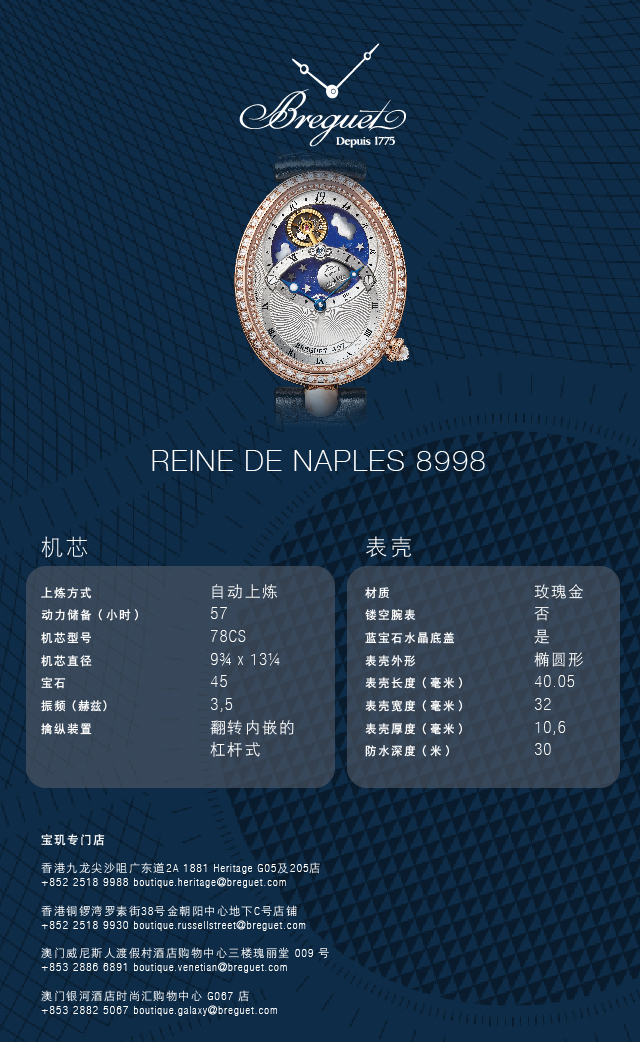 Breguet
Depuis 1775
REINE DE NAPLES 8998
机芯
上炼方式 自动上炼
动力储备（小时） 57
机芯型号 78CS
机芯直径 9¾ x 13¼
宝石 45
振频（赫兹） 3,5
擒纵装置 翻转内嵌的
杠杆式
表壳
材质 玫瑰金
镂空腕表 否
蓝宝石水晶底盖 是
表壳外形 椭圆形
表壳长度（毫米） 40.05
表壳宽度（毫米） 32
表壳厚度（毫米） 10,6
防水深度（米） 30
宝玑专门店
香港九龙尖沙咀广东道2A 1881 Heritage G05及205店
+852 2518 9988 boutique.heritage@breguet.com
香港铜锣湾罗素街38号金朝阳中心地下C号店铺
+852 2518 9930 boutique.russellstreet@breguet.com
澳门威尼斯人渡假村酒店购物中心三楼瑰丽堂 009 号
+853 2886 6891 boutique.venetian@breguet.com
澳门银河酒店时尚汇购物中心 G067 店
+853 2882 5067 boutique.galaxy@breguet.com